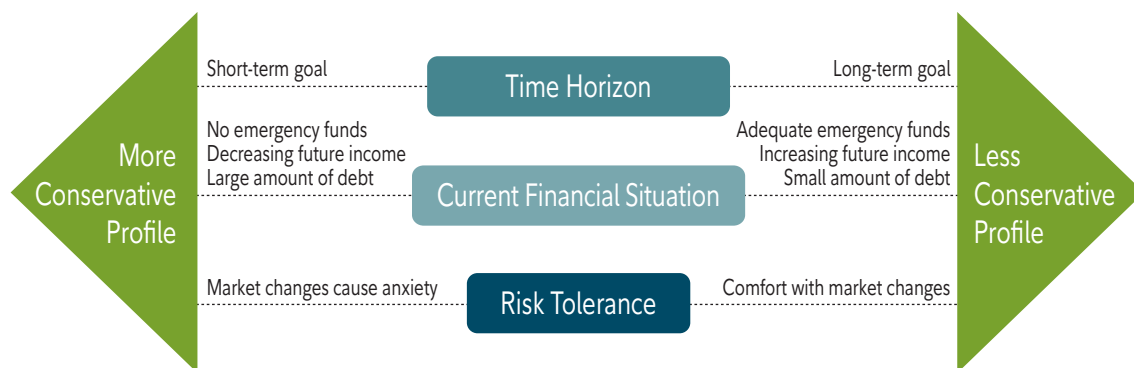 Short-term goal
Time Horizon
Long-term goal
No emergency funds
Decreasing future income
Large amount of debt
Current Financial Situation
Adequate emergency funds
Increasing future income
Small amount of debt
More
Conservative
Profile
Less
Conservative
Profile
Market changes cause anxiety
Risk Tolerance
Comfort with market changes